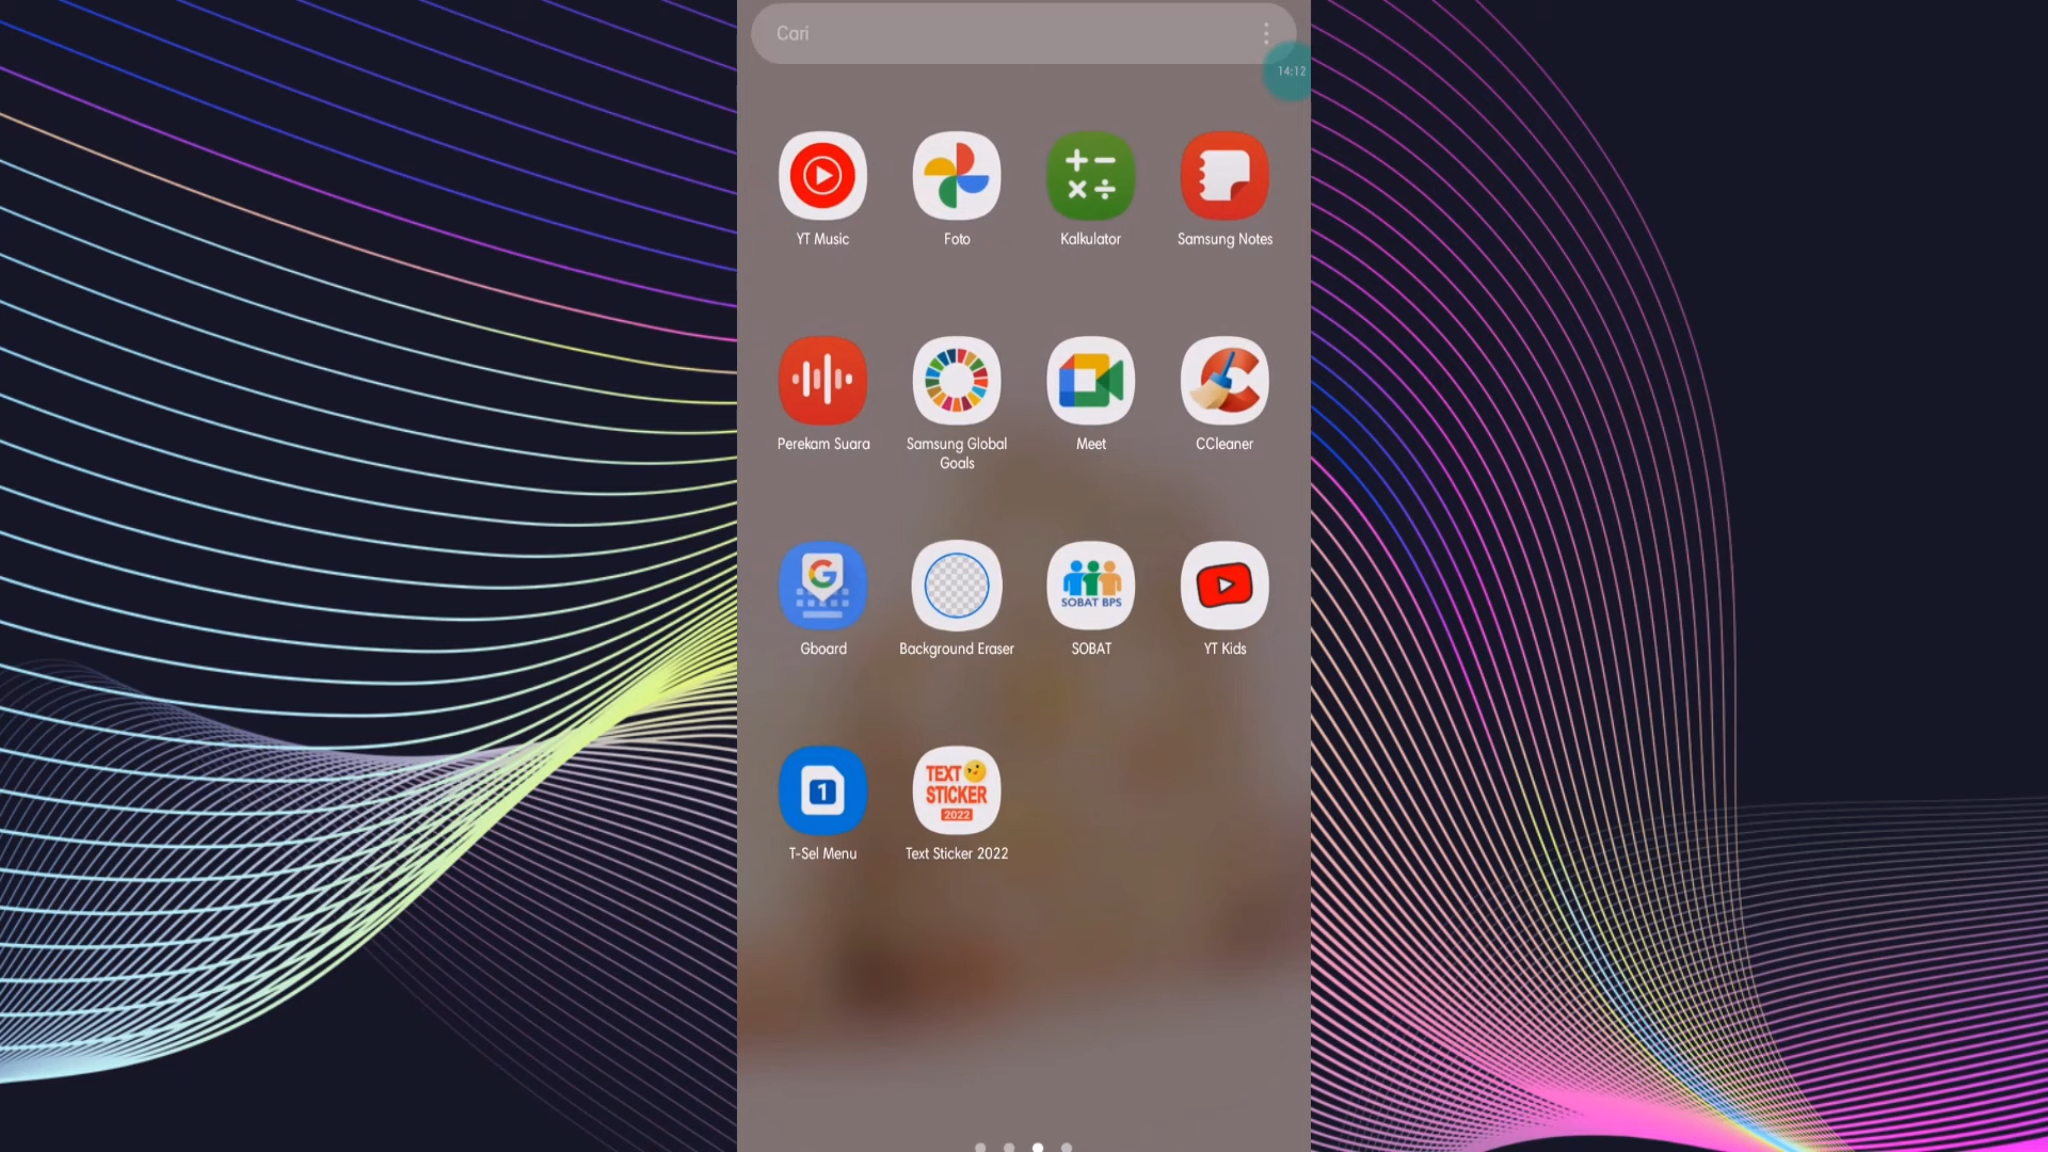 Cari
14:12
YT Music
Foto
Kalkulator
Samsung Notes
Perekam Suara
Samsung Global
Goals
Meet
CCleaner
SOBAT BPS
Gboard
Background Eraser
SOBAT
YT Kids
1
TEXT
STICKER
2022
T-Sel Menu
Text Sticker 2022